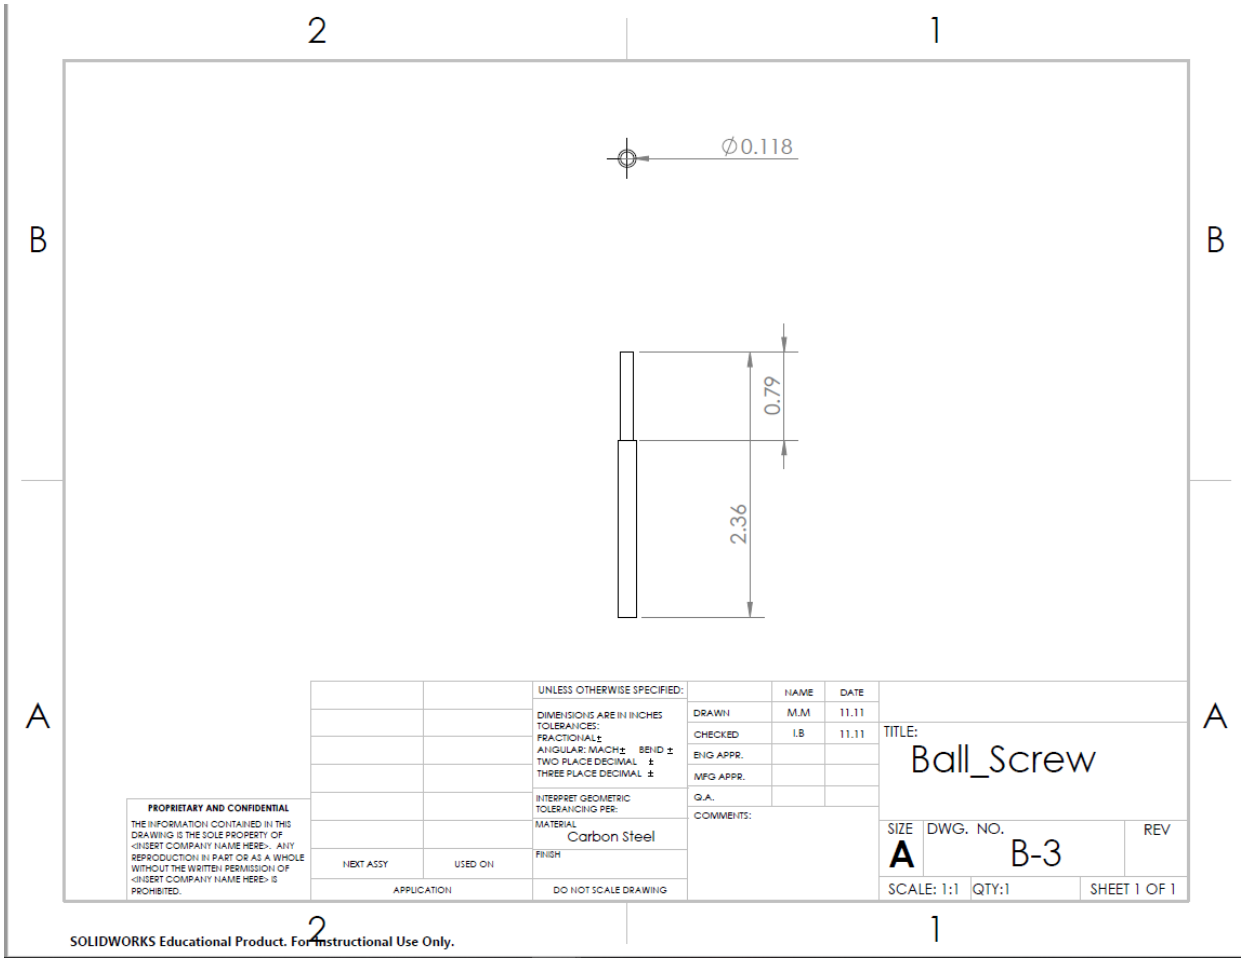 2 1
Ø0.118
B B
0.79
2.36
A A
UNLESS OTHERWISE SPECIFIED:
DIMENSIONS ARE IN INCHES
TOLERANCES:
FRACTIONAL±
ANGULAR: MACH± BEND ±
TWO PLACE DECIMAL ±
THREE PLACE DECIMAL ±
INTERPRET GEOMETRIC
TOLERANCING PER:
MATERIAL
Carbon Steel
FINISH
DO NOT SCALE DRAWING
NAME DATE
DRAWN M.M 11.11
CHECKED I.B 11.11
ENG APPR.
MFG APPR.
Q.A.
COMMENTS:
TITLE:
Ball_Screw
SIZE DWG. NO. REV
A B-3
SCALE: 1:1 QTY:1 SHEET 1 OF 1
PROPRIETARY AND CONFIDENTIAL
THE INFORMATION CONTAINED IN THIS
DRAWING IS THE SOLE PROPERTY OF
<INSERT COMPANY NAME HERE>. ANY
REPRODUCTION IN PART OR AS A WHOLE
WITHOUT THE WRITTEN PERMISSION OF
<INSERT COMPANY NAME HERE> IS
PROHIBITED.
NEXT ASSY USED ON
APPLICATION
2 1
SOLIDWORKS Educational Product. For Instructional Use Only.